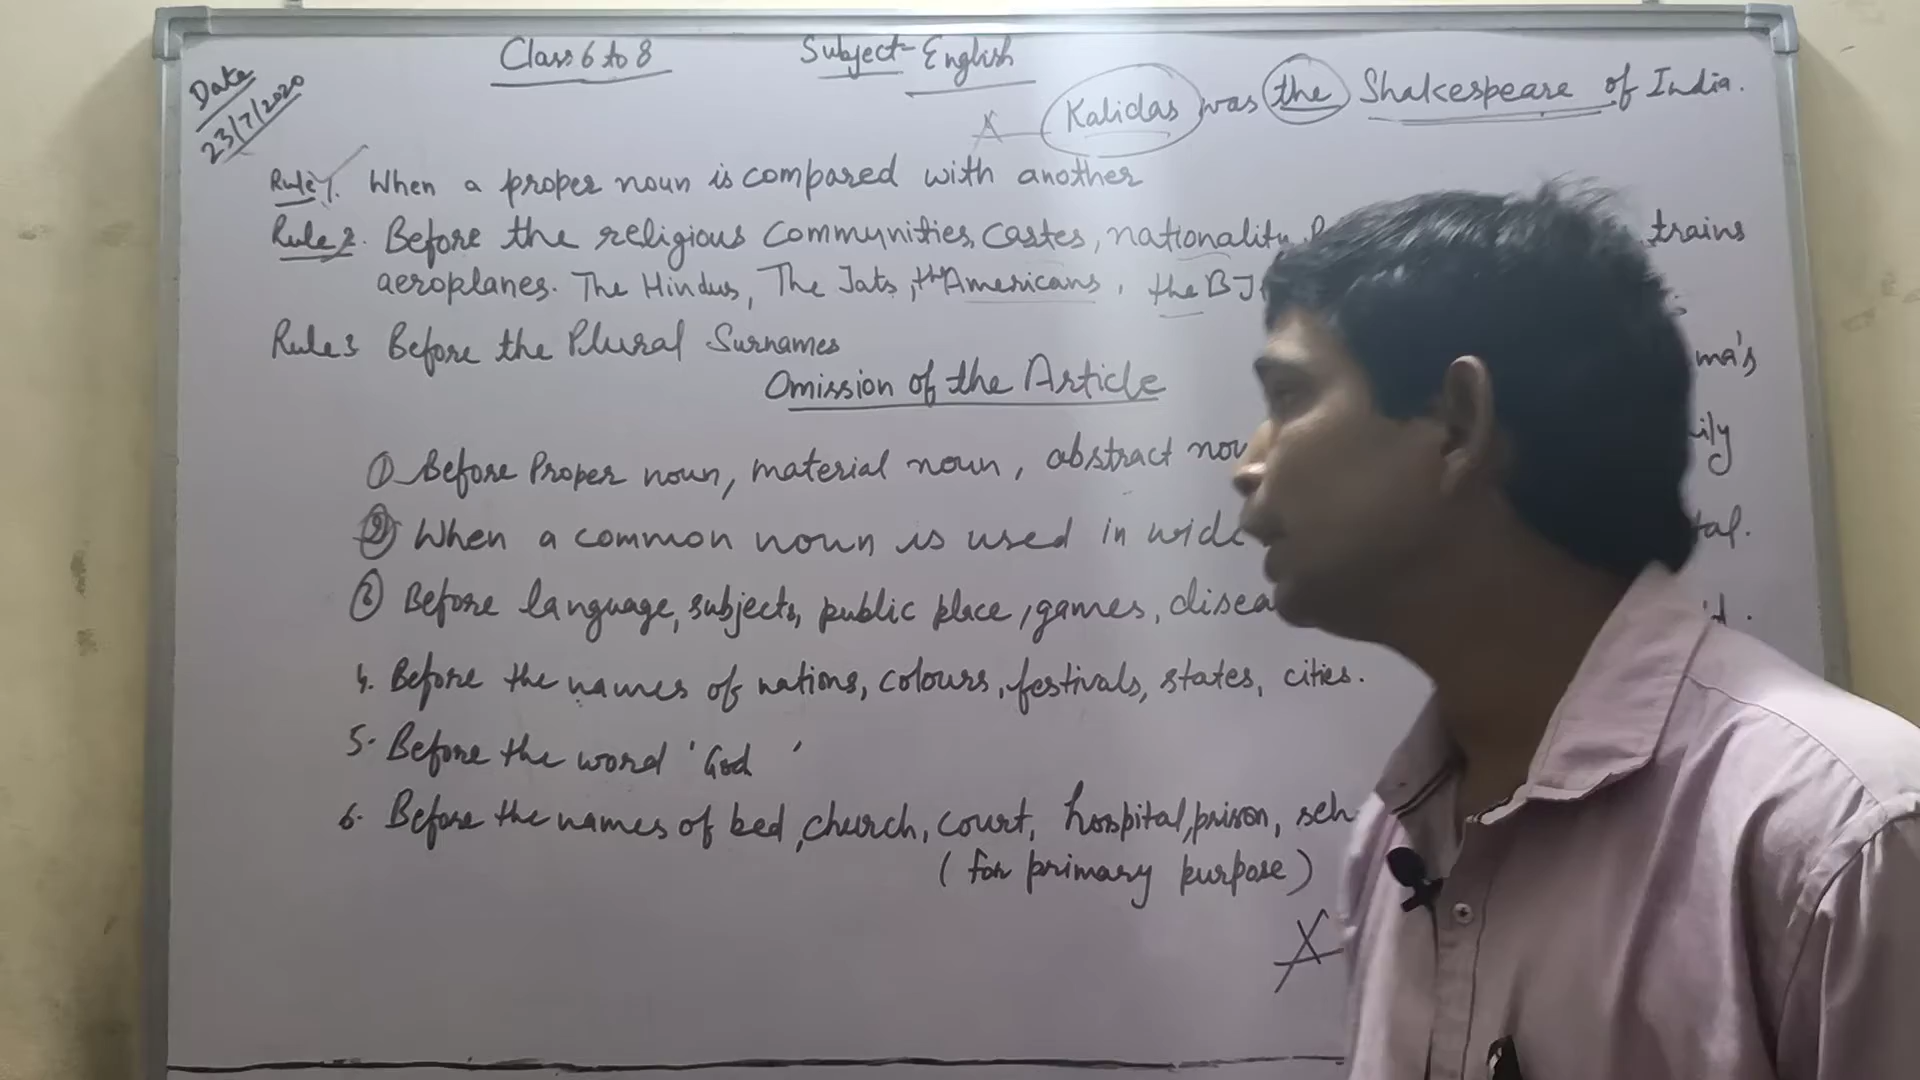 Class 6 to 8 Subject- English
Date
23/7/2020
Kalidas was the Shakespeare of India.
Rule 1. When a proper noun is compared with another
Rule 2. Before the religious communities, castes, nationality, trains
aeroplanes. The Hindus, The Jats, the Americans, the BJ
Rule 3 Before the Plural Surnames
ma's
Omission of the Article
① Before Proper noun, material noun, abstract nou
② When a common noun is used in wide
③ Before language, subjects, public place, games, disea
4. Before the names of nations, colours, festivals, states, cities.
5. Before the word 'God '
6. Before the names of bed, church, court, hospital, prison, sch
(for primary purpose)